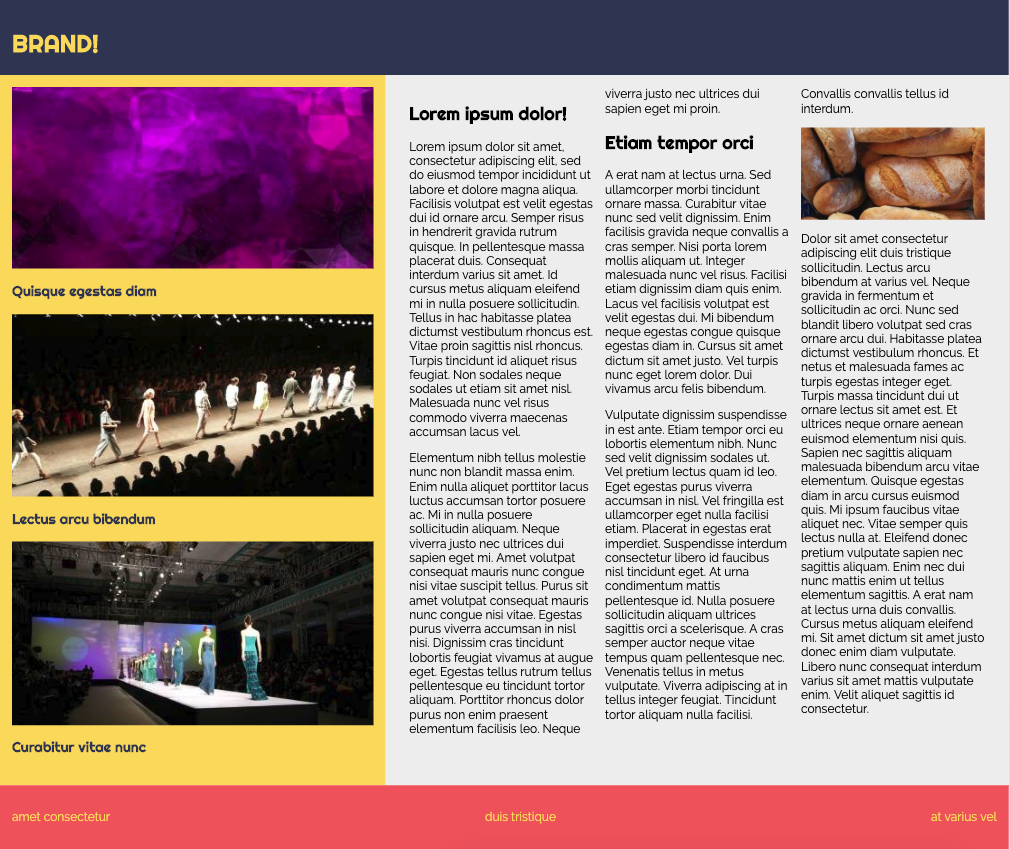 BRAND!
Quisque egestas diam
Lectus arcu bibendum
Curabitur vitae nunc
Lorem ipsum dolor!
Lorem ipsum dolor sit amet,
consectetur adipiscing elit, sed
do eiusmod tempor incididunt ut
labore et dolore magna aliqua.
Facilisis volutpat est velit egestas
dui id ornare arcu. Semper risus
in hendrerit gravida rutrum
quisque. In pellentesque massa
placerat duis. Consequat
interdum varius sit amet. Id
cursus metus aliquam eleifend
mi in nulla posuere sollicitudin.
Tellus in hac habitasse platea
dictumst vestibulum rhoncus est.
Vitae proin sagittis nisl rhoncus.
Turpis tincidunt id aliquet risus
feugiat. Non sodales neque
sodales ut etiam sit amet nisl.
Malesuada nunc vel risus
commodo viverra maecenas
accumsan lacus vel.
Elementum nibh tellus molestie
nunc non blandit massa enim.
Enim nulla aliquet porttitor lacus
luctus accumsan tortor posuere
ac. Mi in nulla posuere
sollicitudin aliquam. Neque
viverra justo nec ultrices dui
sapien eget mi. Amet volutpat
consequat mauris nunc congue
nisi vitae suscipit tellus. Purus sit
amet volutpat consequat mauris
nunc congue nisi vitae. Egestas
purus viverra accumsan in nisl
nisi. Dignissim cras tincidunt
lobortis feugiat vivamus at augue
eget. Egestas tellus rutrum tellus
pellentesque eu tincidunt tortor
aliquam. Porttitor rhoncus dolor
purus non enim praesent
elementum facilisis leo. Neque
viverra justo nec ultrices dui
sapien eget mi proin.
Etiam tempor orci
A erat nam at lectus urna. Sed
ullamcorper morbi tincidunt
ornare massa. Curabitur vitae
nunc sed velit dignissim. Enim
facilisis gravida neque convallis a
cras semper. Nisi porta lorem
mollis aliquam ut. Integer
malesuada nunc vel risus. Facilisi
etiam dignissim diam quis enim.
Lacus vel facilisis volutpat est
velit egestas dui. Mi bibendum
neque egestas congue quisque
egestas diam in. Cursus sit amet
dictum sit amet justo. Vel turpis
nunc eget lorem dolor. Dui
vivamus arcu felis bibendum.
Vulputate dignissim suspendisse
in est ante. Etiam tempor orci eu
lobortis elementum nibh. Nunc
sed velit dignissim sodales ut.
Vel pretium lectus quam id leo.
Eget egestas purus viverra
accumsan in nisl. Vel fringilla est
ullamcorper eget nulla facilisi
etiam. Placerat in egestas erat
imperdiet. Suspendisse interdum
consectetur libero id faucibus
nisl tincidunt eget. At urna
condimentum mattis
pellentesque id. Nulla posuere
sollicitudin aliquam ultrices
sagittis orci a scelerisque. A cras
semper auctor neque vitae
tempus quam pellentesque nec.
Venenatis tellus in metus
vulputate. Viverra adipiscing at in
tellus integer feugiat. Tincidunt
tortor aliquam nulla facilisi.
Convallis convallis tellus id
interdum.
Dolor sit amet consectetur
adipiscing elit duis tristique
sollicitudin. Lectus arcu
bibendum at varius vel. Neque
gravida in fermentum et
sollicitudin ac orci. Nunc sed
blandit libero volutpat sed cras
ornare arcu dui. Habitasse platea
dictumst vestibulum rhoncus. Et
netus et malesuada fames ac
turpis egestas integer eget.
Turpis massa tincidunt dui ut
ornare lectus sit amet est. Et
ultrices neque ornare aenean
euismod elementum nisi quis.
Sapien nec sagittis aliquam
malesuada bibendum arcu vitae
elementum. Quisque egestas
diam in arcu cursus euismod
quis. Mi ipsum faucibus vitae
aliquet nec. Vitae semper quis
lectus nulla at. Eleifend donec
pretium vulputate sapien nec
sagittis aliquam. Enim nec dui
nunc mattis enim ut tellus
elementum sagittis. A erat nam
at lectus urna duis convallis.
Cursus metus aliquam eleifend
mi. Sit amet dictum sit amet justo
donec enim diam vulputate.
Libero nunc consequat interdum
varius sit amet mattis vulputate
enim. Velit aliquet sagittis id
consectetur.
amet consectetur
duis tristique
at varius vel